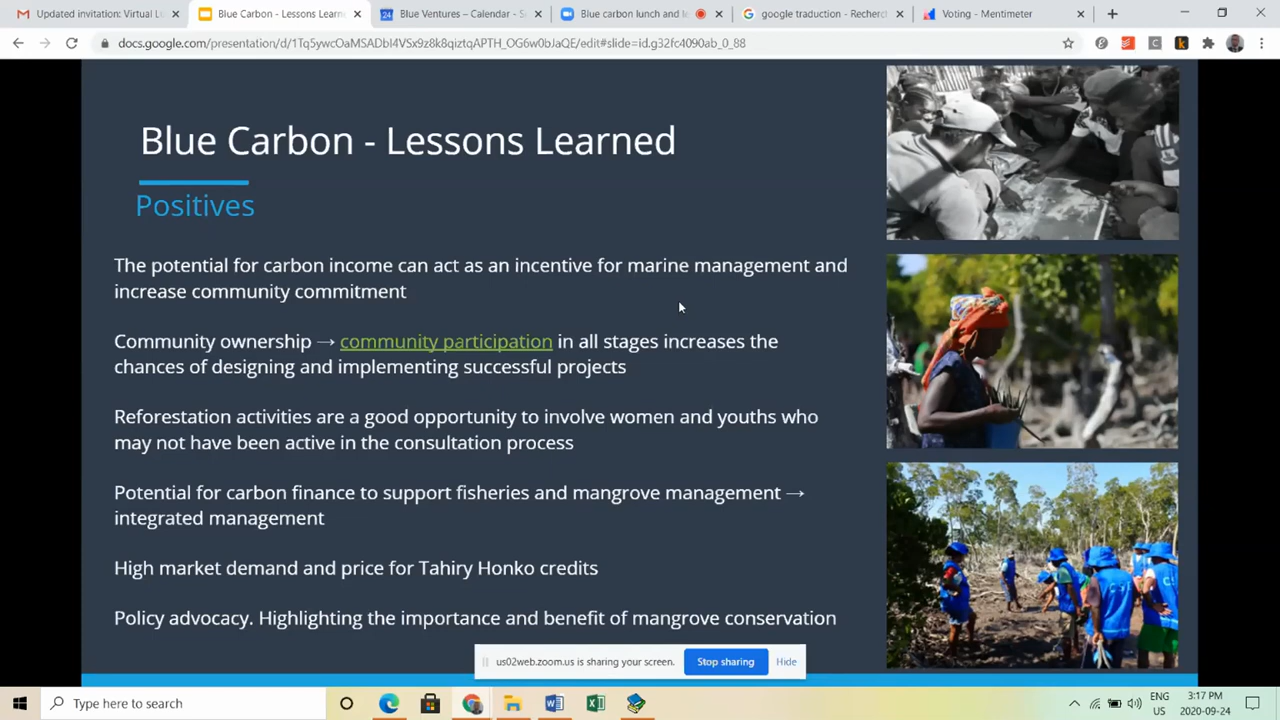 Updated invitation: Virtual Lo
Blue Carbon - Lessons Learn
Blue Ventures – Calendar - S
Blue carbon lunch and le
google traduction - Recherc
Voting - Mentimeter
docs.google.com/presentation/d/1Tq5ywcOaMSADbI4VSx9s8k8qiztqAPTH_OG6w0bJaQE/edit#slide=id.g32fc4090ab_0_88
Blue Carbon - Lessons Learned
Positives
The potential for carbon income can act as an incentive for marine management and
increase community commitment
Community ownership → community participation in all stages increases the
chances of designing and implementing successful projects
Reforestation activities are a good opportunity to involve women and youths who
may not have been active in the consultation process
Potential for carbon finance to support fisheries and mangrove management →
integrated management
High market demand and price for Tahiry Honko credits
Policy advocacy. Highlighting the importance and benefit of mangrove conservation
us02web.zoom.us is sharing your screen.
Stop sharing
Hide
Type here to search
ENG
US
3:17 PM
2020-09-24